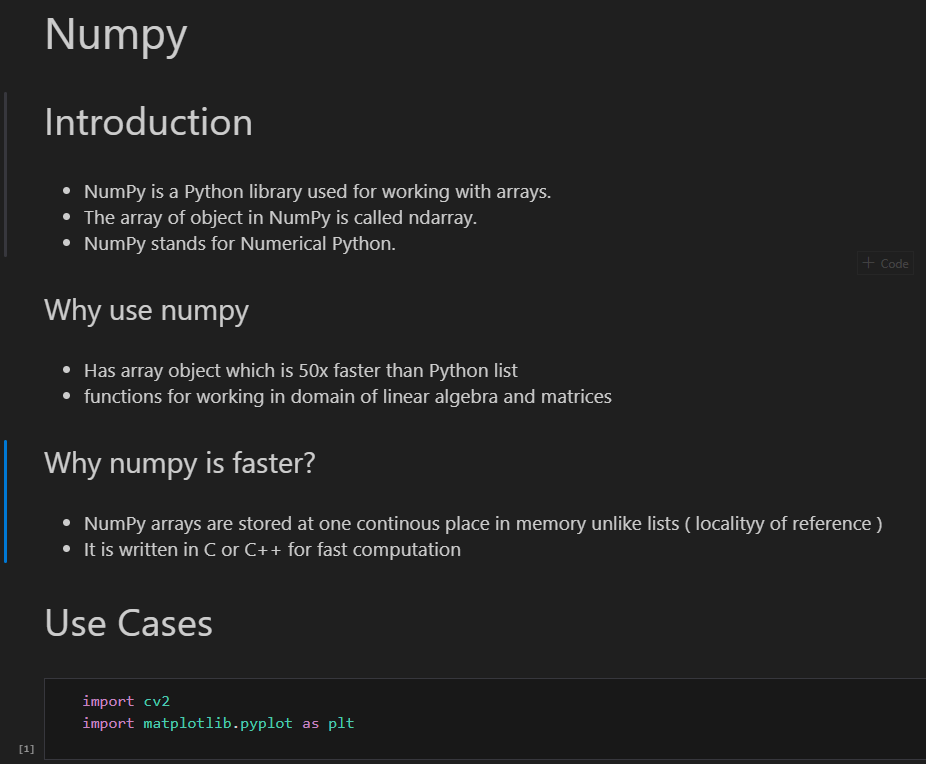 Numpy
Introduction
• NumPy is a Python library used for working with arrays.
• The array of object in NumPy is called ndarray.
• NumPy stands for Numerical Python.
+ Code
Why use numpy
• Has array object which is 50x faster than Python list
• functions for working in domain of linear algebra and matrices
Why numpy is faster?
• NumPy arrays are stored at one continous place in memory unlike lists ( localityy of reference )
• It is written in C or C++ for fast computation
Use Cases
import cv2
import matplotlib.pyplot as plt
[1]